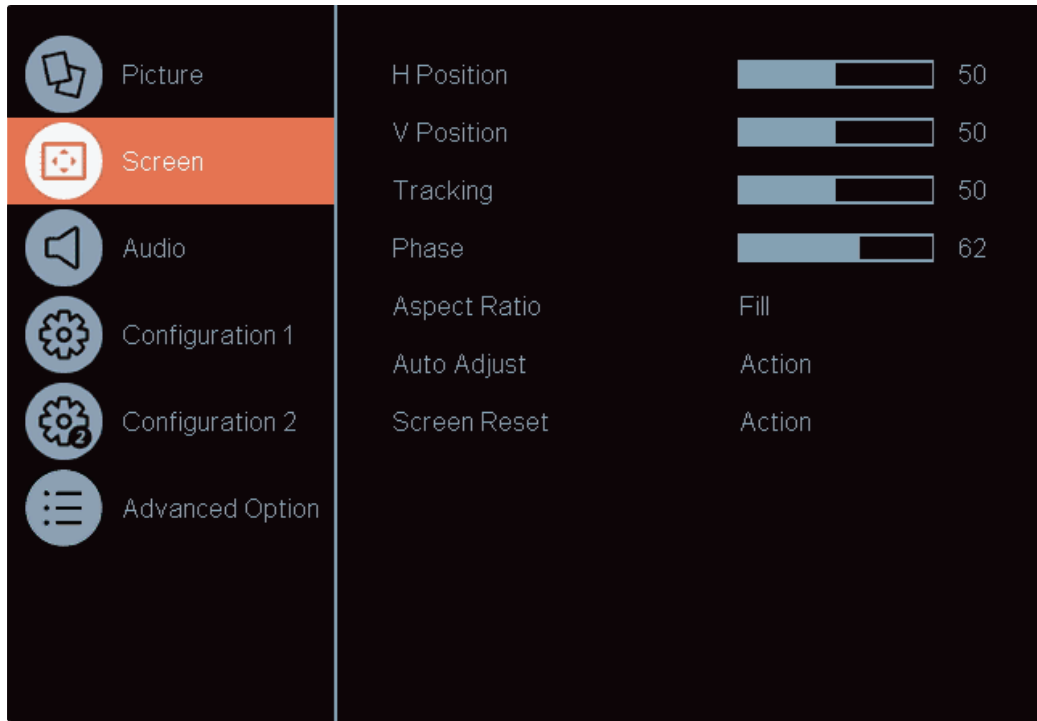 Picture
Screen
Audio
Configuration 1
Configuration 2
2
Advanced Option
H Position 50
V Position 50
Tracking 50
Phase 62
Aspect Ratio Fill
Auto Adjust Action
Screen Reset Action